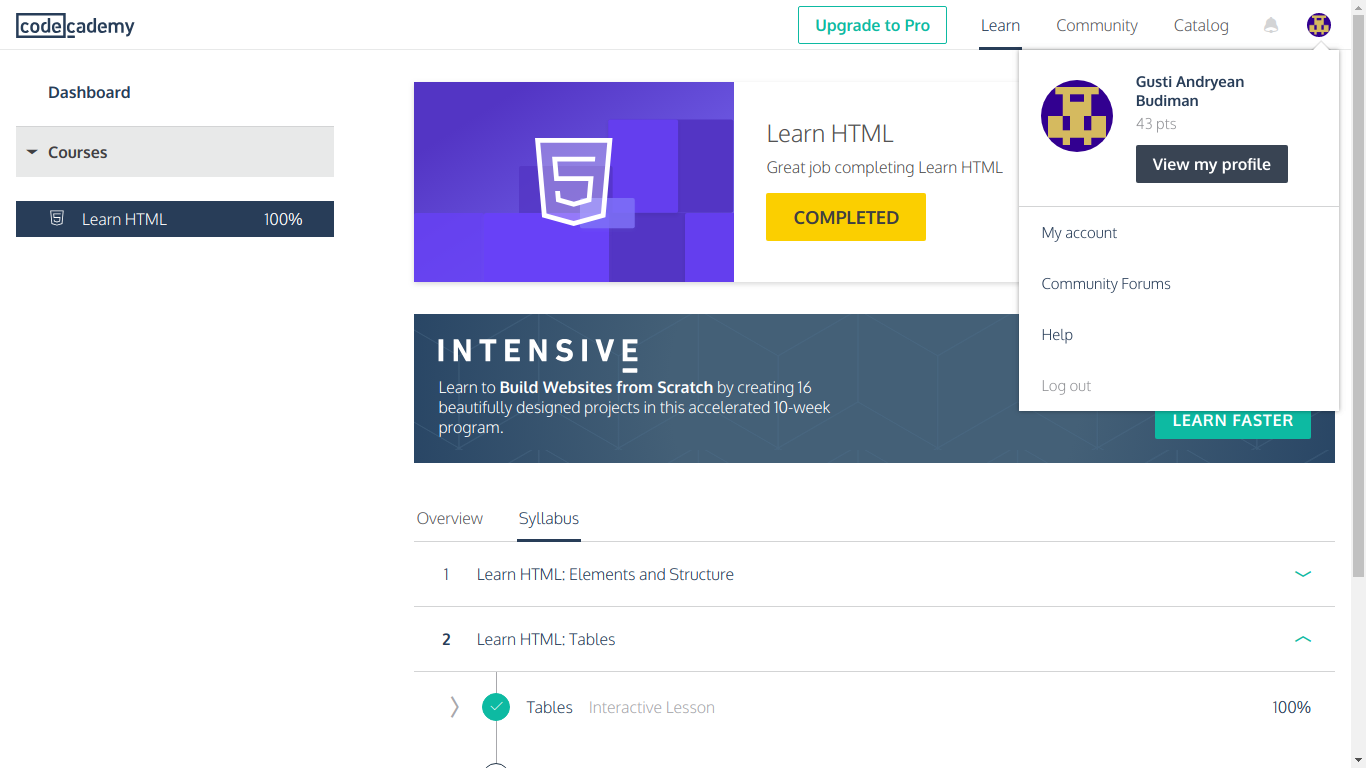 codecademy
Upgrade to Pro
Learn
Community
Catalog
Dashboard
Courses
Learn HTML 100%
Learn HTML
Great job completing Learn HTML
COMPLETED
Gusti Andryean
Budiman
43 pts
View my profile
My account
Community Forums
Help
Log out
INTENSIVE
Learn to Build Websites from Scratch by creating 16
beautifully designed projects in this accelerated 10-week
program.
LEARN FASTER
Overview
Syllabus
1 Learn HTML: Elements and Structure
2 Learn HTML: Tables
Tables Interactive Lesson 100%